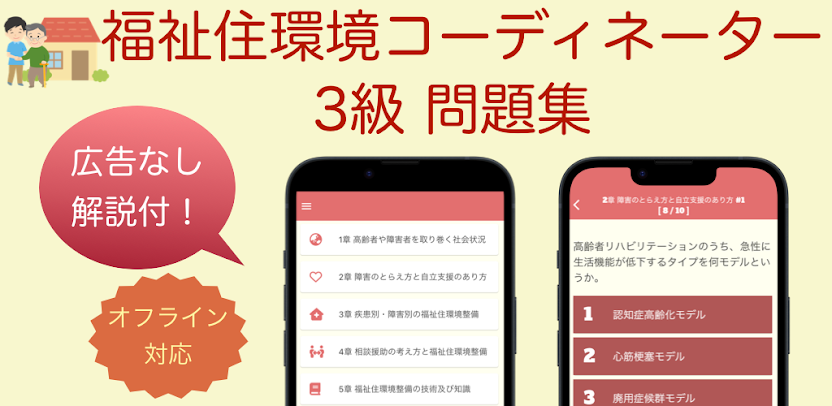 福祉住環境コーディネーター
3級 問題集
広告なし
解説付！
オフライン
対応
1章 高齢者や障害者を取り巻く社会状況
2章 障害のとらえ方と自立支援のあり方
3章 疾患別・障害別の福祉住環境整備
4章 相談援助の考え方と福祉住環境整備
5章 福祉住環境整備の技術及び知識
2章 障害のとらえ方と自立支援のあり方 #1
[ 8 / 10 ]
高齢者リハビリテーションのうち、急性に
生活機能が低下するタイプを何モデルとい
うか。
1 認知症高齢化モデル
2 心筋梗塞モデル
3 廃用症候群モデル